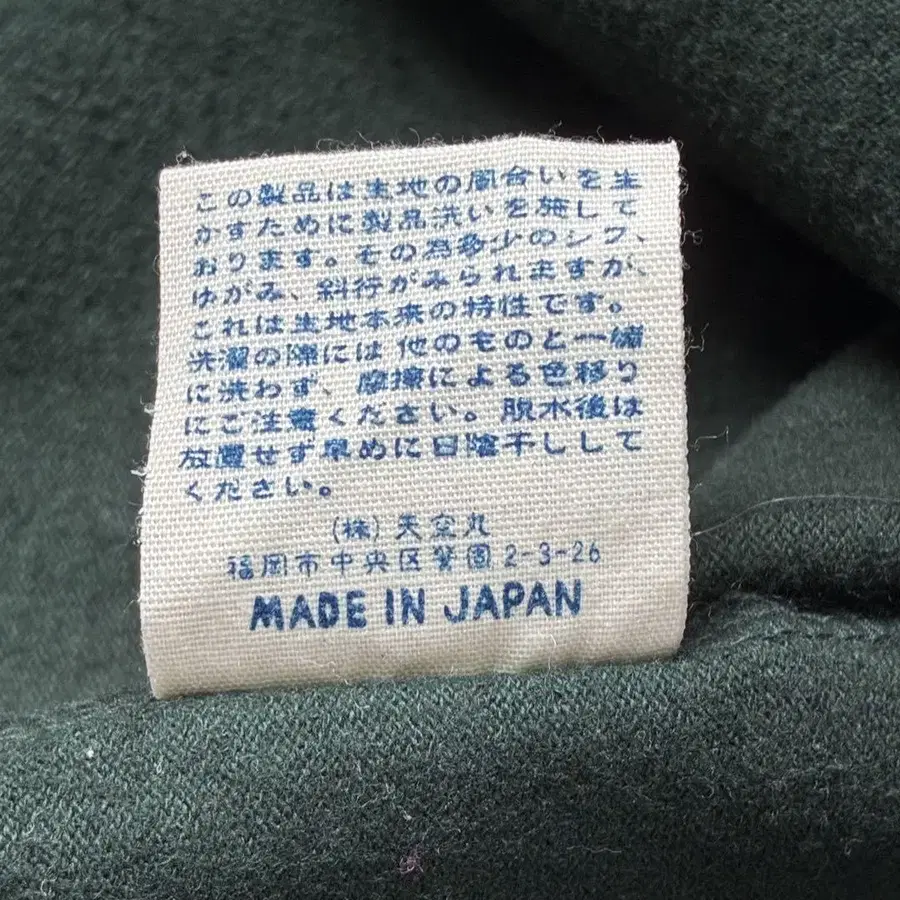 この製品は生地の風合いを生
かすために製品洗いを施して
おります。その為多少のシワ、
ゆがみ、斜行がみられますが、
これは生地本来の特性です。
洗濯の際には他のものと一緒
に洗わず、摩擦による色移り
にご注意ください。脱水後は
放置せず早めに日陰干しして
ください。
(株)天空丸
福岡市中央区警固2-3-26
MADE IN JAPAN